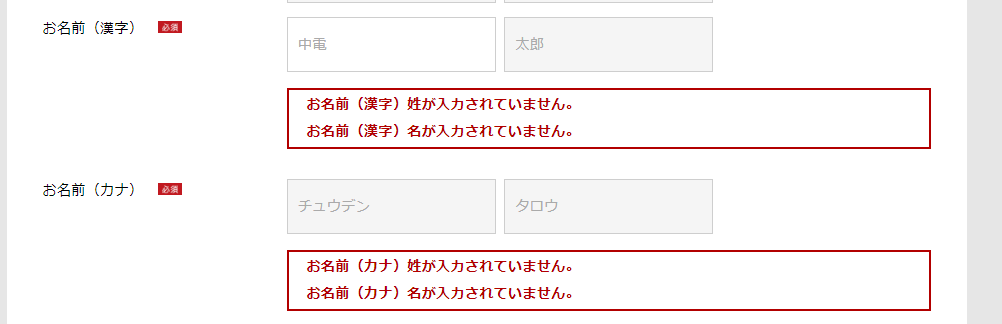 お名前（漢字） 必須
中電 太郎
お名前（漢字）姓が入力されていません。
お名前（漢字）名が入力されていません。
お名前（カナ） 必須
チュウデン タロウ
お名前（カナ）姓が入力されていません。
お名前（カナ）名が入力されていません。